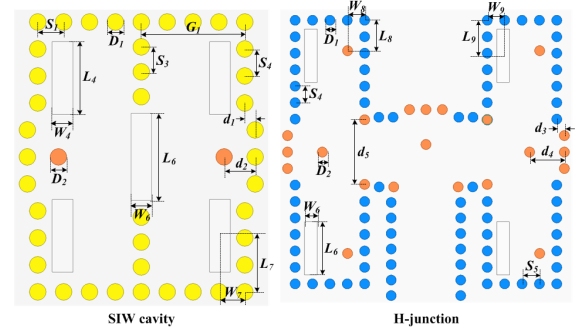 S1 D1 G1 W8 W9
L4 S3 S4 D1 L8 L9
W4 d1 S4
D2 L6 d2 D2 d5 d3 d4
W6 W6
L7 L6 S5
W7
SIW cavity H-junction